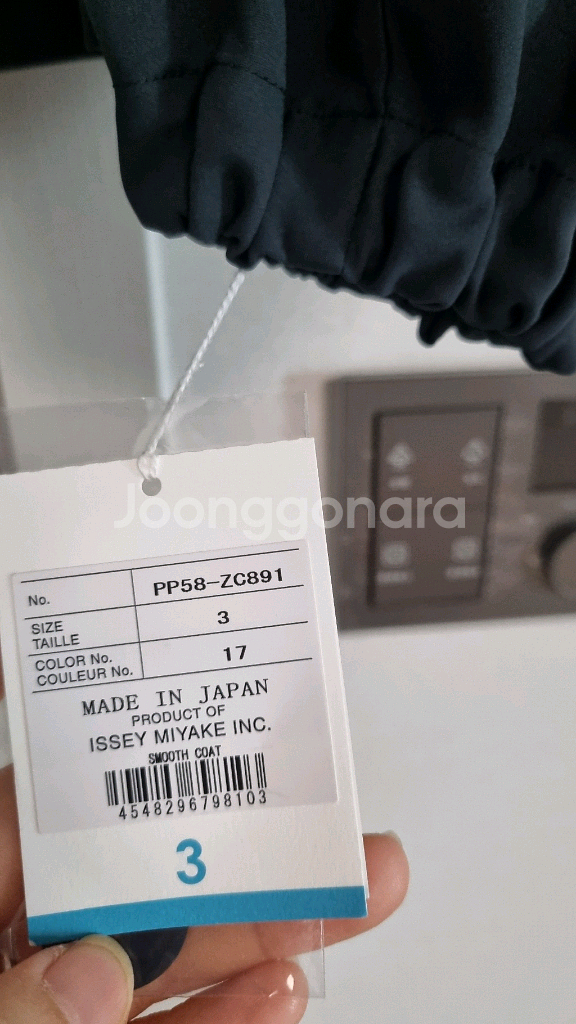 Joonggonara
No.
PP58-ZC891
SIZE
TAILLE
3
COLOR No.
COULEUR No.
17
MADE IN JAPAN
PRODUCT OF
ISSEY MIYAKE INC.
SMOOTH COAT
4548296798103
3